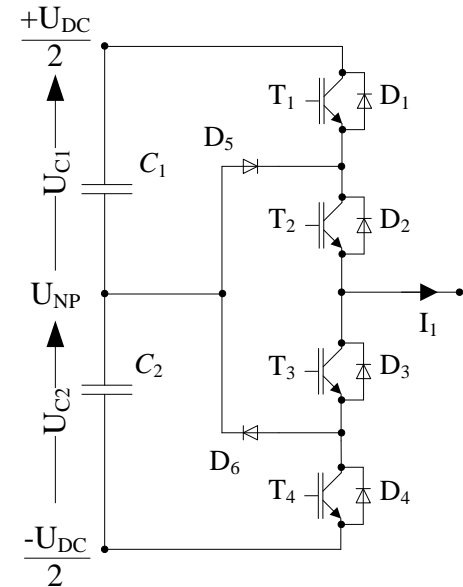 +U_DC
2
T₁
D₁
D₅
C₁
U_C1
T₂
D₂
U_NP
I₁
C₂
U_C2
T₃
D₃
D₆
T₄
D₄
-U_DC
2